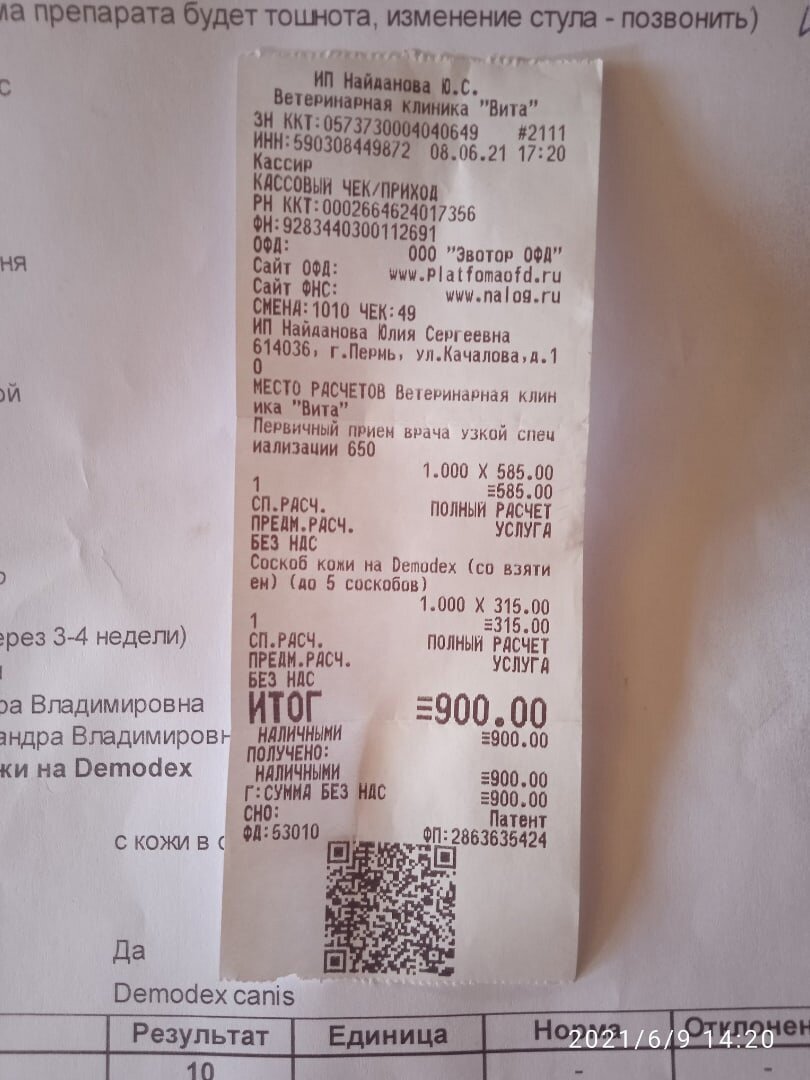 ма препарата будет тошнота, изменение стула - позвонить)
с
ня
ой
ерез 3-4 недели)
ра Владимировна
андра Владимировн
жи на Demodex
с кожи в с
Да
Demodex canis
Результат Единица Норма Отклонен
10 - -
ИП Найданова Ю.С.
Ветеринарная клиника "Вита"
ЗН ККТ:0573730004040649 #2111
ИНН:590308449872 08.06.21 17:20
Кассир
КАССОВЫЙ ЧЕК/ПРИХОД
РН ККТ:0002664624017356
ФН:9283440300112691
ОФД: ООО "Эвотор ОФД"
Сайт ОФД: www.platfomaofd.ru
Сайт ФНС: www.nalog.ru
СМЕНА:1010 ЧЕК:49
ИП Найданова Юлия Сергеевна
614036, г.Пермь, ул.Качалова,д.1
0
МЕСТО РАСЧЕТОВ Ветеринарная клин
ика "Вита"
Первичный прием врача узкой спец
иализации 650
1.000 X 585.00
1 ≡585.00
СП.РАСЧ. ПОЛНЫЙ РАСЧЕТ
ПРЕДМ.РАСЧ. УСЛУГА
БЕЗ НДС
Соскоб кожи на Demodex (со взяти
ем) (до 5 соскобов)
1.000 X 315.00
1 ≡315.00
СП.РАСЧ. ПОЛНЫЙ РАСЧЕТ
ПРЕДМ.РАСЧ. УСЛУГА
БЕЗ НДС
ИТОГ ≡900.00
НАЛИЧНЫМИ ≡900.00
ПОЛУЧЕНО:
НАЛИЧНЫМИ ≡900.00
Г:СУММА БЕЗ НДС ≡900.00
СНО: Патент
ФД:53010 ФП:2863635424
2021/6/9 14:20